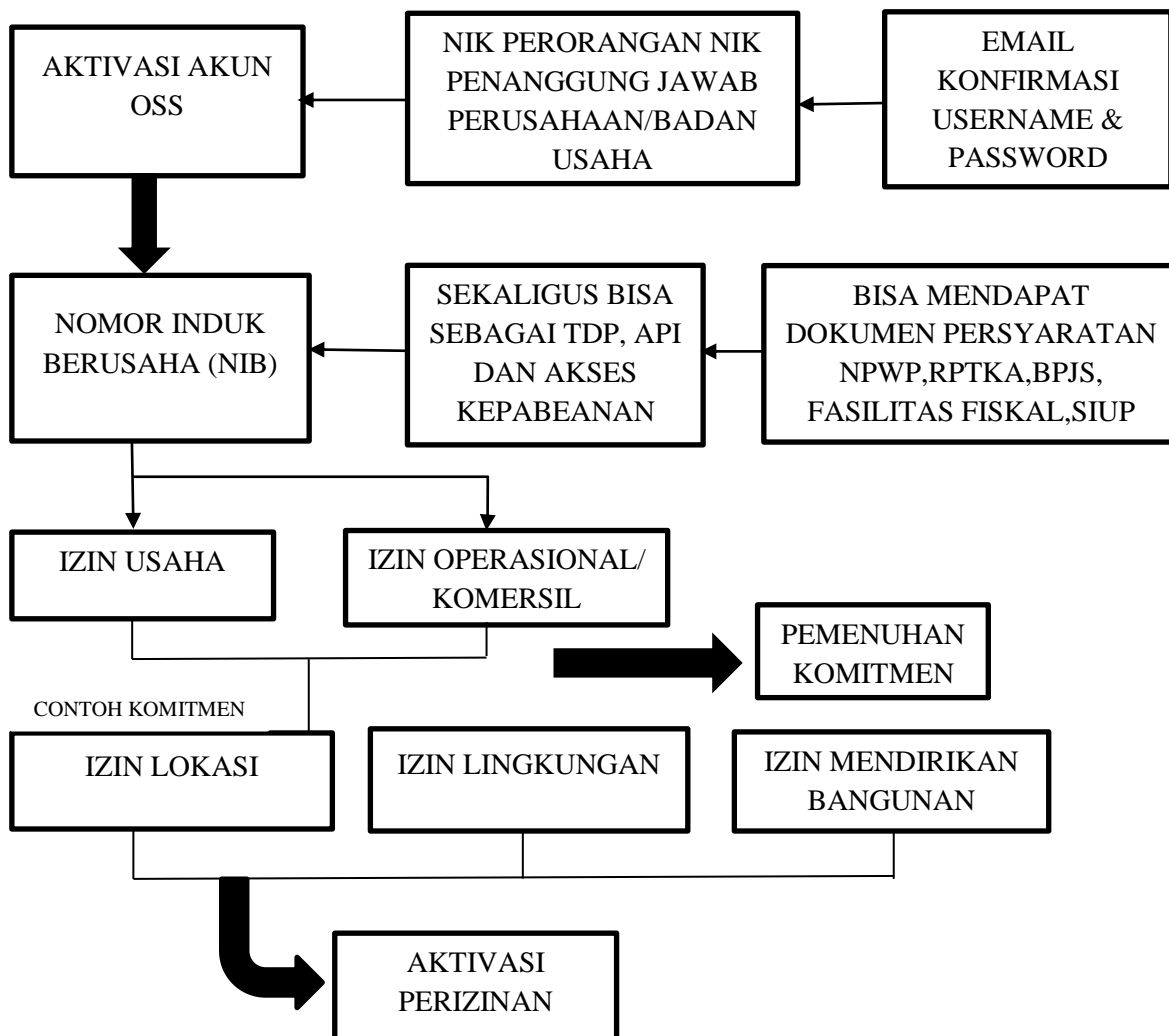 AKTIVASI AKUN
OSS
NIK PERORANGAN NIK
PENANGGUNG JAWAB
PERUSAHAAN/BADAN
USAHA
EMAIL
KONFIRMASI
USERNAME &
PASSWORD
NOMOR INDUK
BERUSAHA (NIB)
SEKALIGUS BISA
SEBAGAI TDP, API
DAN AKSES
KEPABEANAN
BISA MENDAPAT
DOKUMEN PERSYARATAN
NPWP,RPTKA,BPJS,
FASILITAS FISKAL,SIUP
IZIN USAHA
IZIN OPERASIONAL/
KOMERSIL
PEMENUHAN
KOMITMEN
CONTOH KOMITMEN
IZIN LOKASI
IZIN LINGKUNGAN
IZIN MENDIRIKAN
BANGUNAN
AKTIVASI
PERIZINAN